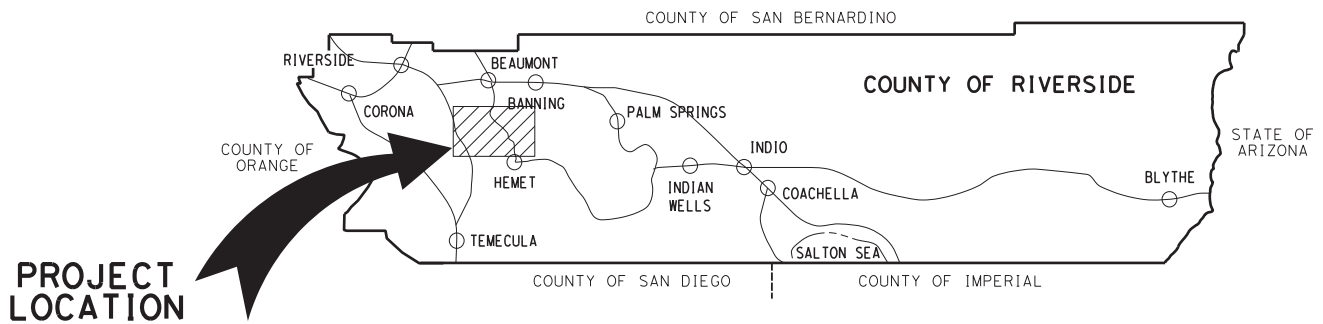 COUNTY OF SAN BERNARDINO
RIVERSIDE
BEAUMONT
COUNTY OF RIVERSIDE
BANNING
CORONA
PALM SPRINGS
COUNTY OF
ORANGE
STATE OF
ARIZONA
INDIO
HEMET
INDIAN
WELLS
COACHELLA
BLYTHE
TEMECULA
SALTON SEA
PROJECT
LOCATION
COUNTY OF SAN DIEGO
COUNTY OF IMPERIAL